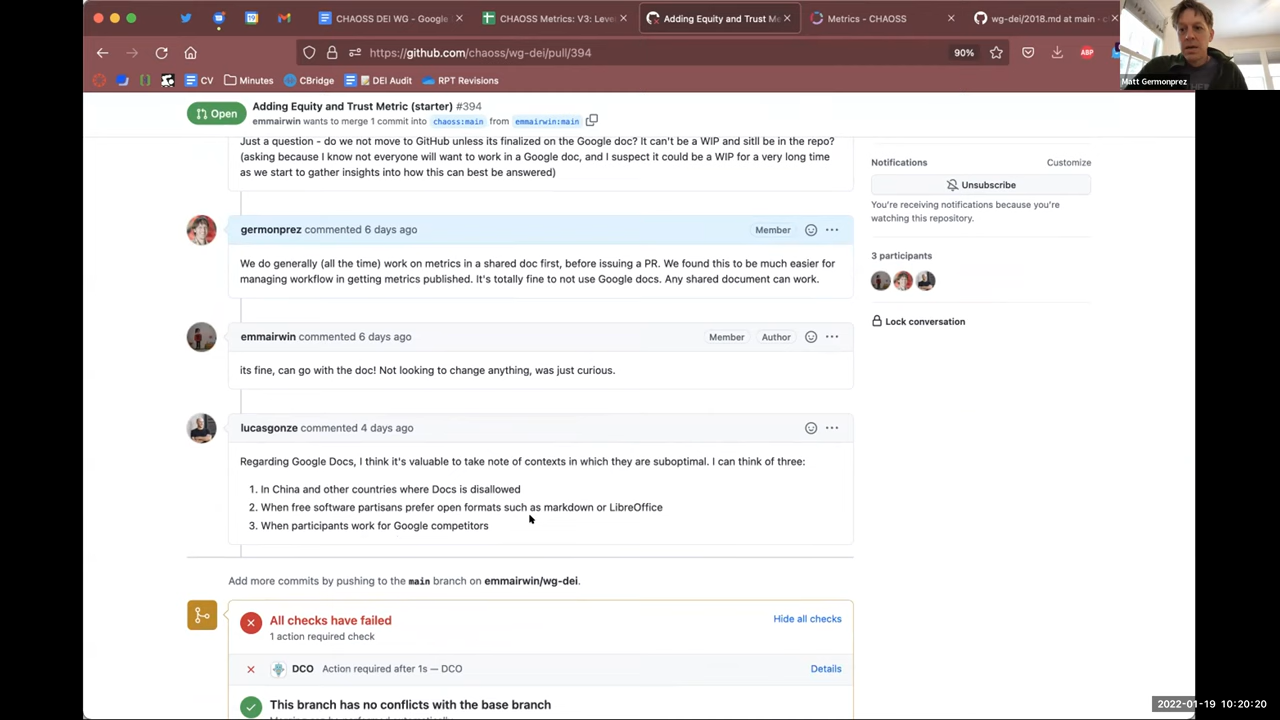 CHAOSS DEI WG - Google
CHAOSS Metrics: V3: Leve
Adding Equity and Trust Me
Metrics - CHAOSS
wg-dei/2018.md at main · c
https://github.com/chaoss/wg-dei/pull/394
90%
ABP
CV
Minutes
CBridge
DEI Audit
RPT Revisions
Matt Germonprez
Open
Adding Equity and Trust Metric (starter) #394
emmairwin wants to merge 1 commit into chaoss:main from emmairwin:main
Just a question - do we not move to GitHub unless its finalized on the Google doc? It can't be a WIP and sitll be in the repo?
(asking because I know not everyone will want to work in a Google doc, and I suspect it could be a WIP for a very long time
as we start to gather insights into how this can best be answered)
Notifications
Customize
Unsubscribe
You're receiving notifications because you're
watching this repository.
germonprez commented 6 days ago
Member
We do generally (all the time) work on metrics in a shared doc first, before issuing a PR. We found this to be much easier for
managing workflow in getting metrics published. It's totally fine to not use Google docs. Any shared document can work.
3 participants
Lock conversation
emmairwin commented 6 days ago
Member
Author
its fine, can go with the doc! Not looking to change anything, was just curious.
lucasgonze commented 4 days ago
Regarding Google Docs, I think it's valuable to take note of contexts in which they are suboptimal. I can think of three:
1. In China and other countries where Docs is disallowed
2. When free software partisans prefer open formats such as markdown or LibreOffice
3. When participants work for Google competitors
Add more commits by pushing to the main branch on emmairwin/wg-dei.
All checks have failed
Hide all checks
1 action required check
DCO Action required after 1s — DCO
Details
This branch has no conflicts with the base branch
2022-01-19 10:20:20